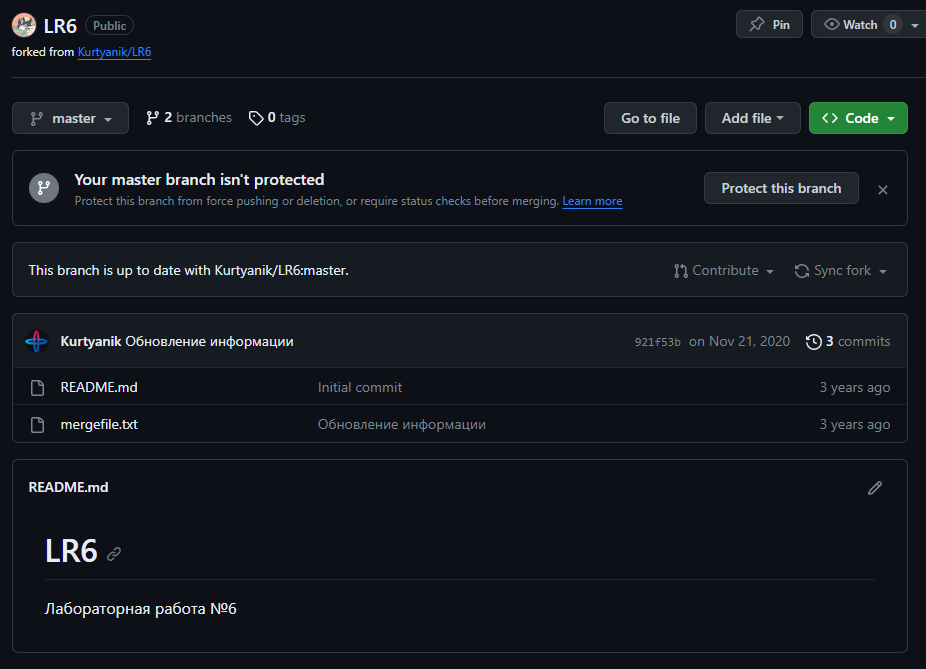 LR6 Public Pin Watch 0
forked from Kurtyanik/LR6
master 2 branches 0 tags Go to file Add file Code
Your master branch isn't protected
Protect this branch from force pushing or deletion, or require status checks before merging. Learn more
Protect this branch
This branch is up to date with Kurtyanik/LR6:master. Contribute Sync fork
Kurtyanik Обновление информации 921f53b on Nov 21, 2020 3 commits
README.md Initial commit 3 years ago
mergefile.txt Обновление информации 3 years ago
README.md
LR6
Лабораторная работа №6